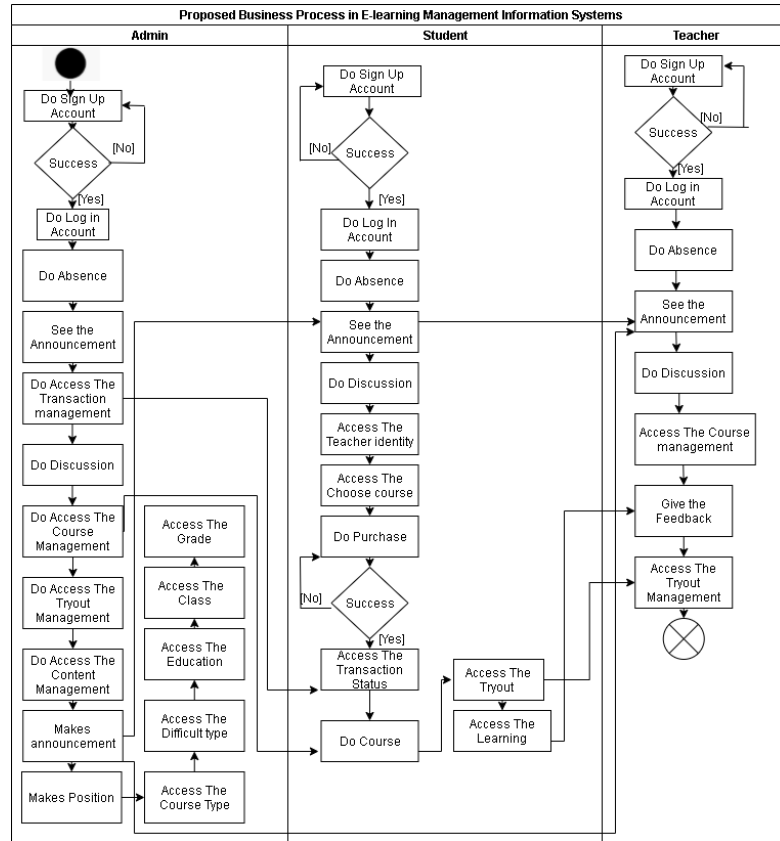 Proposed Business Process in E-learning Management Information Systems
Admin
Student
Teacher
Do Sign Up
Account
[No]
Success
[Yes]
Do Log in
Account
Do Absence
See the
Announcement
Do Access The
Transaction
management
Do Discussion
Do Access The
Course
Management
Do Access The
Tryout
Management
Do Access The
Content
Management
Makes
announcement
Makes Position
Access The
Grade
Access The
Class
Access The
Education
Access The
Difficult type
Access The
Course Type
Do Sign Up
Account
[No]
Success
[Yes]
Do Log In
Account
Do Absence
See the
Announcement
Do Discussion
Access The
Teacher identity
Access The
Choose course
Do Purchase
[No]
Success
[Yes]
Access The
Transaction
Status
Do Course
Access The
Tryout
Access The
Learning
Do Sign Up
Account
[No]
Success
[Yes]
Do Log in
Account
Do Absence
See the
Announcement
Do Discussion
Access The Course
management
Give the
Feedback
Access The
Tryout
Management